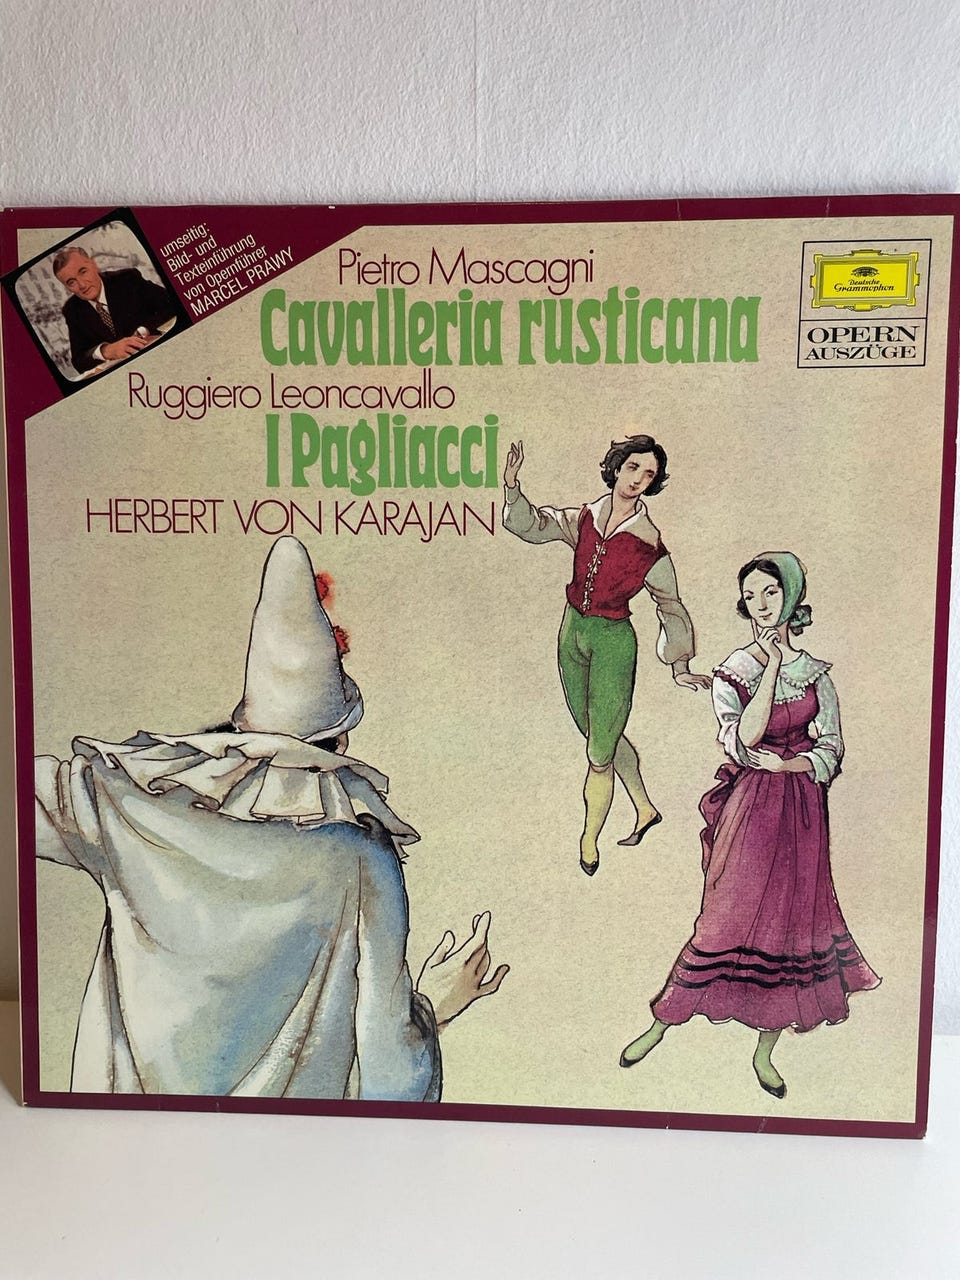 umseitig:
Bild- und
Texteinführung
von Opernführer
MARCEL PRAWY
Pietro Mascagni
Cavalleria rusticana
Ruggiero Leoncavallo
I Pagliacci
HERBERT VON KARAJAN
Deutsche
Grammophon
OPERN
AUSZÜGE